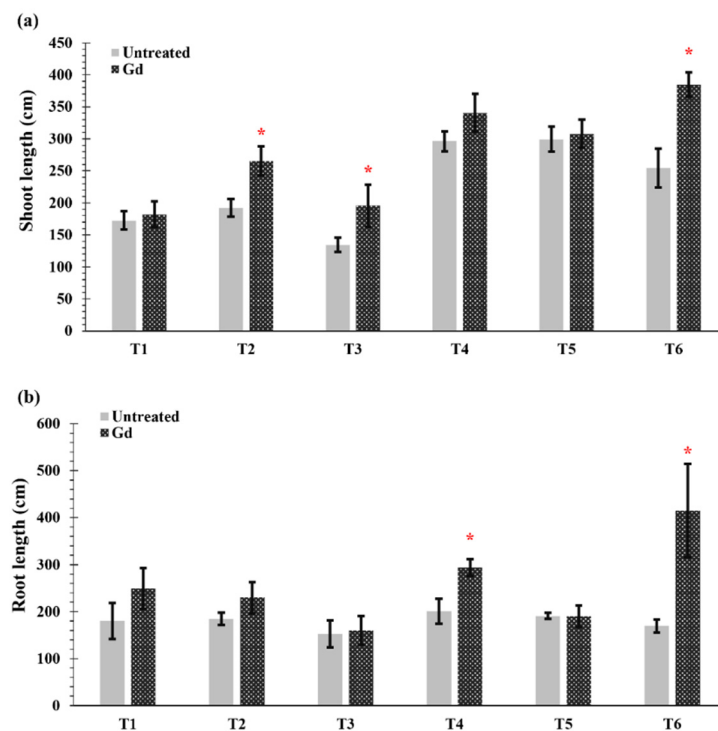 (a)
Untreated
Gd
Shoot length (cm)
450
400
350
300
250
200
150
100
50
0
*
*
*
T1 T2 T3 T4 T5 T6
(b)
Untreated
Gd
Root length (cm)
600
500
400
300
200
100
0
*
*
T1 T2 T3 T4 T5 T6